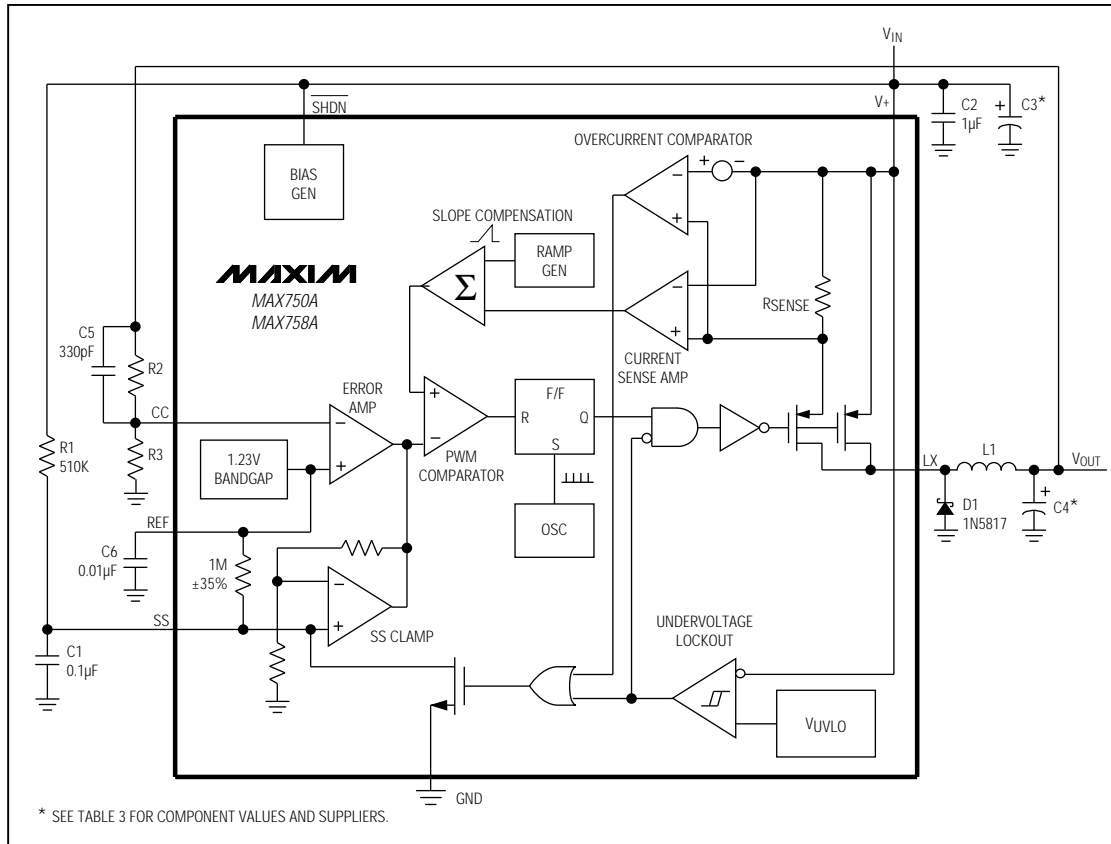 VIN
V+
SHDN
C2
1µF
C3*
OVERCURRENT COMPARATOR
+
−
BIAS
GEN
−
+
SLOPE COMPENSATION
RAMP
GEN
MAXIM
MAX750A
MAX758A
Σ
−
+
RSENSE
CURRENT
SENSE AMP
C5
330pF
R2
CC
R1
510K
R3
ERROR
AMP
−
+
1.23V
BANDGAP
+
−
PWM
COMPARATOR
F/F
R
Q
S
OSC
LX
L1
VOUT
D1
1N5817
+
C4*
REF
C6
0.01µF
1M
±35%
−
+
SS CLAMP
SS
C1
0.1µF
UNDERVOLTAGE
LOCKOUT
VUVLO
GND
* SEE TABLE 3 FOR COMPONENT VALUES AND SUPPLIERS.